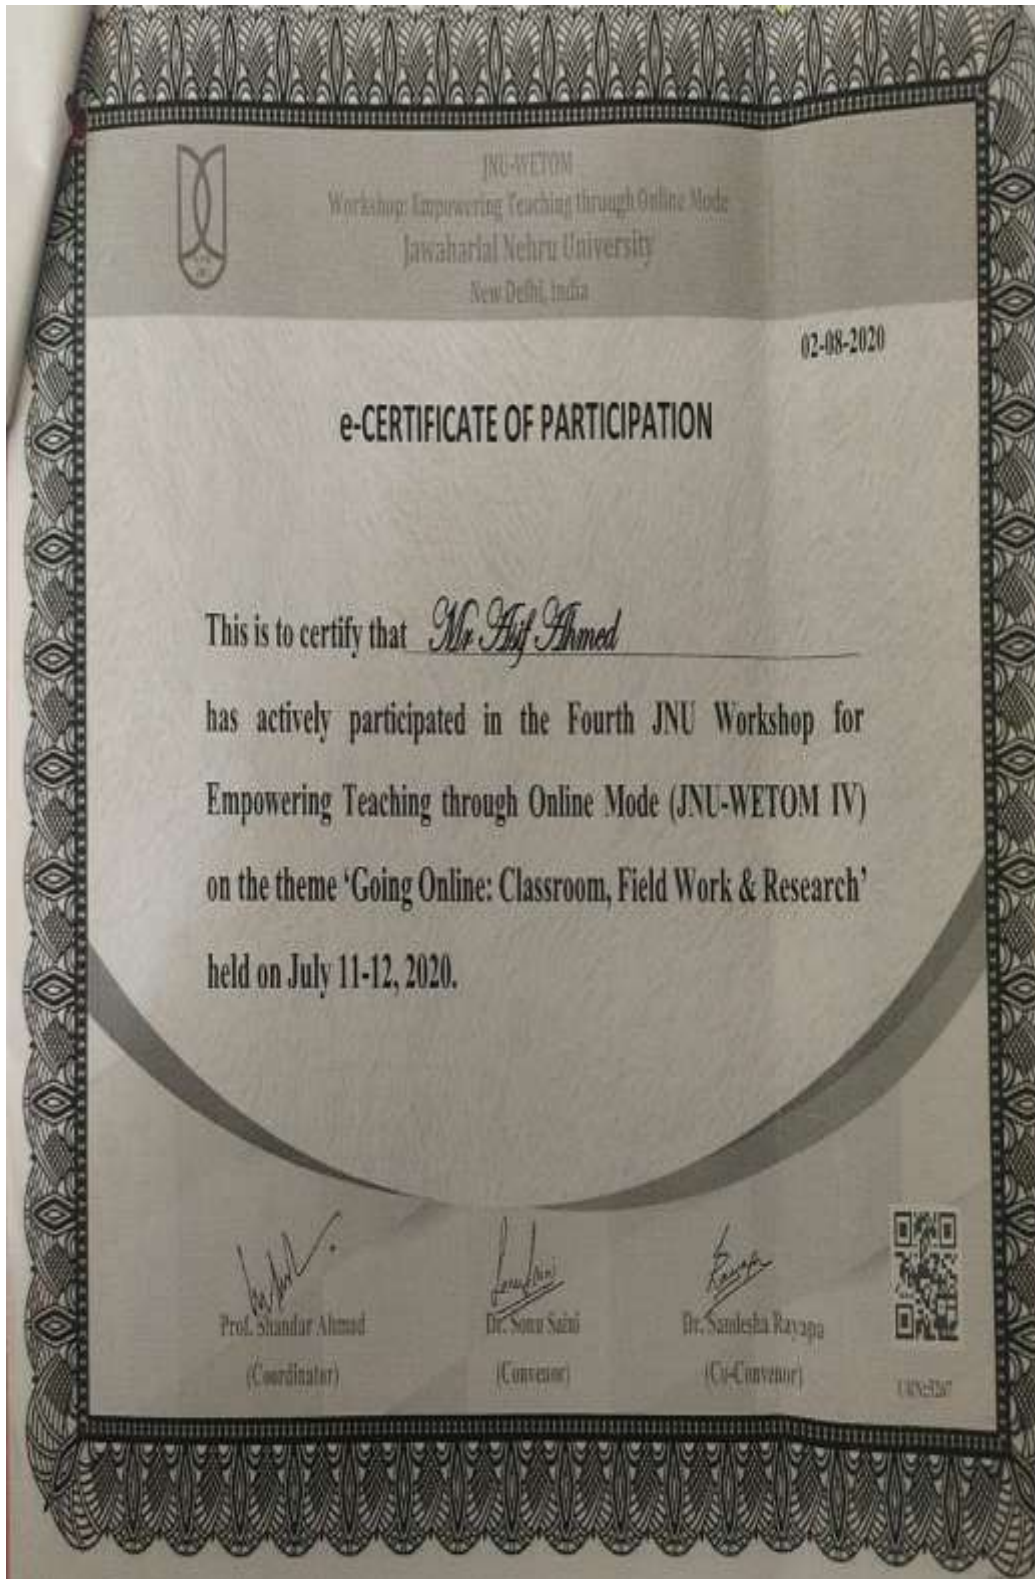 JNU-WETOM
Workshop: Empowering Teaching through Online Mode
Jawaharlal Nehru University
New Delhi, India
02-08-2020
e-CERTIFICATE OF PARTICIPATION
This is to certify that Mr Asif Ahmed
has actively participated in the Fourth JNU Workshop for
Empowering Teaching through Online Mode (JNU-WETOM IV)
on the theme ‘Going Online: Classroom, Field Work & Research’
held on July 11-12, 2020.
Prof. Shandar Ahmad
Dr. Sonu Saini
Dr. Sandesha Rayapa
(Coordinator)
(Convenor)
(Co-Convenor)